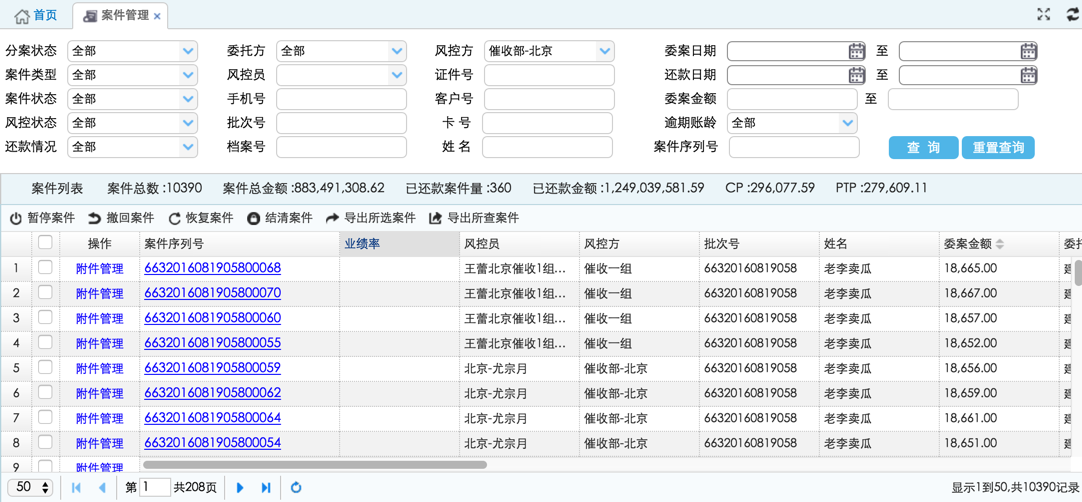 首页 案件管理
分案状态 全部 委托方 全部 风控方 催收部-北京 委案日期 至
案件类型 全部 风控员 证件号 还款日期 至
案件状态 全部 手机号 客户号 委案金额 至
风控状态 全部 批次号 卡 号 逾期账龄 全部
还款情况 全部 档案号 姓 名 案件序列号 查 询 重置查询
案件列表 案件总数 :10390 案件总金额 :883,491,308.62 已还款案件量 :360 已还款金额 :1,249,039,581.59 CP :296,077.59 PTP :279,609.11
暂停案件 撤回案件 恢复案件 结清案件 导出所选案件 导出所查案件
操作 案件序列号 业绩率 风控员 风控方 批次号 姓名 委案金额
1 附件管理 6632016081905800068 王蕾北京催收1组... 催收一组 66320160819058 老李卖瓜 18,665.00
2 附件管理 6632016081905800070 王蕾北京催收1组... 催收一组 66320160819058 老李卖瓜 18,667.00
3 附件管理 6632016081905800060 王蕾北京催收1组... 催收一组 66320160819058 老李卖瓜 18,657.00
4 附件管理 6632016081905800055 王蕾北京催收1组... 催收一组 66320160819058 老李卖瓜 18,652.00
5 附件管理 6632016081905800059 北京-尤宗月 催收部-北京 66320160819058 老李卖瓜 18,656.00
6 附件管理 6632016081905800062 北京-尤宗月 催收部-北京 66320160819058 老李卖瓜 18,659.00
7 附件管理 6632016081905800064 北京-尤宗月 催收部-北京 66320160819058 老李卖瓜 18,661.00
8 附件管理 6632016081905800054 北京-尤宗月 催收部-北京 66320160819058 老李卖瓜 18,651.00
9 附件管理
50 第 1 共208页 显示1到50,共10390记录